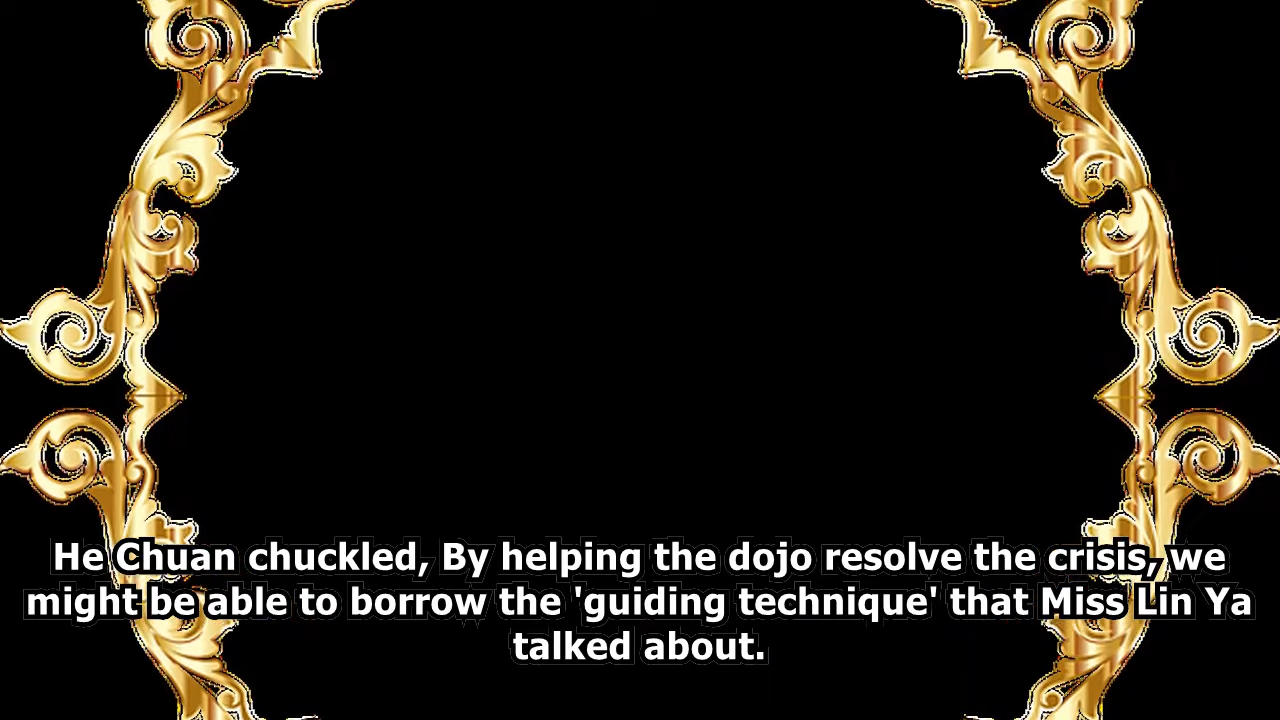 He Chuan chuckled, By helping the dojo resolve the crisis, we
might be able to borrow the 'guiding technique' that Miss Lin Ya
talked about.